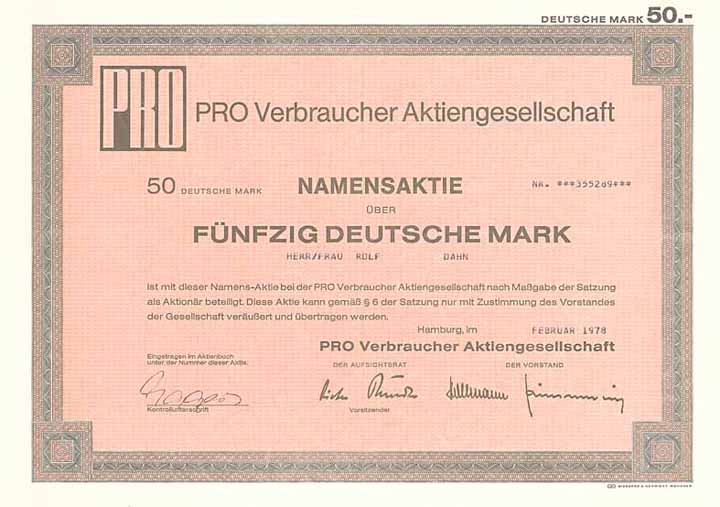 DEUTSCHE MARK 50.-
PRO
PRO Verbraucher Aktiengesellschaft
50 DEUTSCHE MARK NAMENSAKTIE NR. ***355289***
ÜBER
FÜNFZIG DEUTSCHE MARK
HERR/FRAU ROLF DAHN
ist mit dieser Namens-Aktie bei der PRO Verbraucher Aktiengesellschaft nach Maßgabe der Satzung
als Aktionär beteiligt. Diese Aktie kann gemäß § 6 der Satzung nur mit Zustimmung des Vorstandes
der Gesellschaft veräußert und übertragen werden.
Hamburg, im FEBRUAR 1978
PRO Verbraucher Aktiengesellschaft
Eingetragen im Aktienbuch
unter der Nummer dieser Aktie.
DER AUFSICHTSRAT DER VORSTAND
Kontrollunterschrift Vorsitzender